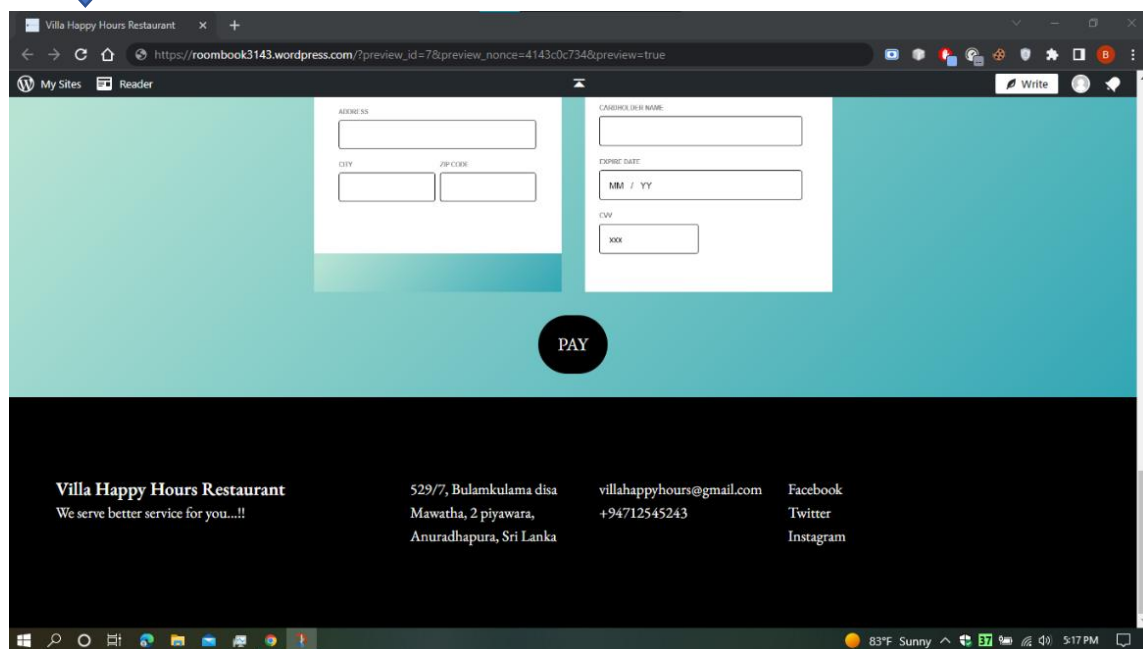 Villa Happy Hours Restaurant
https://roombook3143.wordpress.com/?preview_id=7&preview_nonce=4143c0c734&preview=true
B
My Sites Reader Write
ADDRESS
CARDHOLDER NAME
CITY ZIP CODE
EXPIRE DATE
MM / YY
CVV
xxx
PAY
Villa Happy Hours Restaurant
We serve better service for you...!!
529/7, Bulamkulama disa
Mawatha, 2 piyawara,
Anuradhapura, Sri Lanka
villahappyhours@gmail.com
+94712545243
Facebook
Twitter
Instagram
83°F Sunny 37 5:17 PM